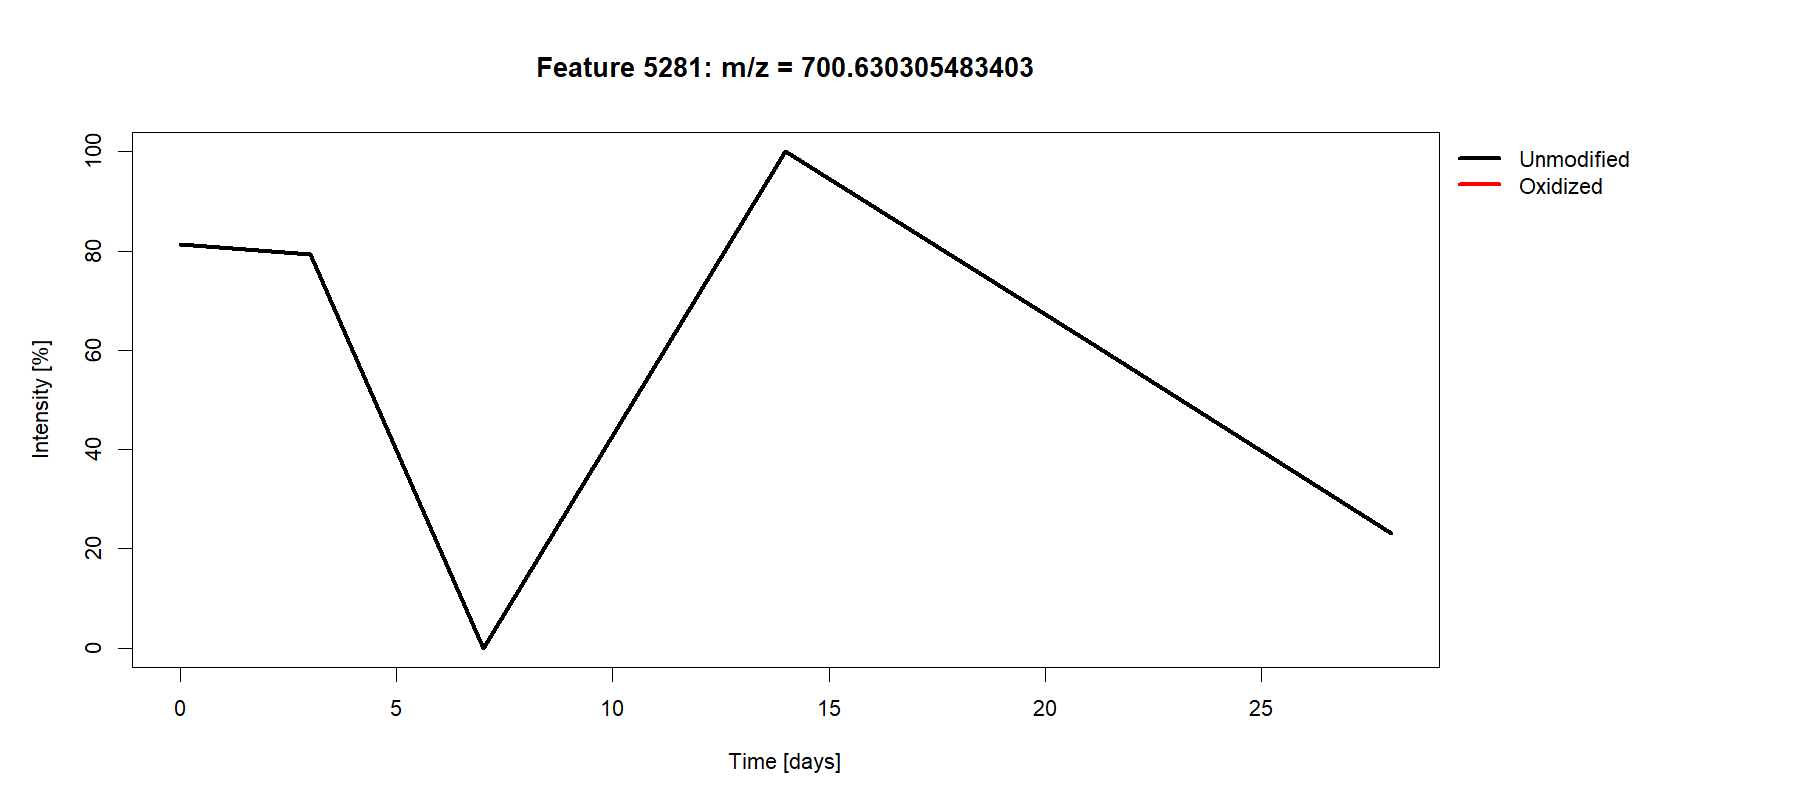 Feature 5281: m/z = 700.630305483403
Unmodified
Oxidized
100
80
60
40
20
0
Intensity [%]
0 5 10 15 20 25
Time [days]